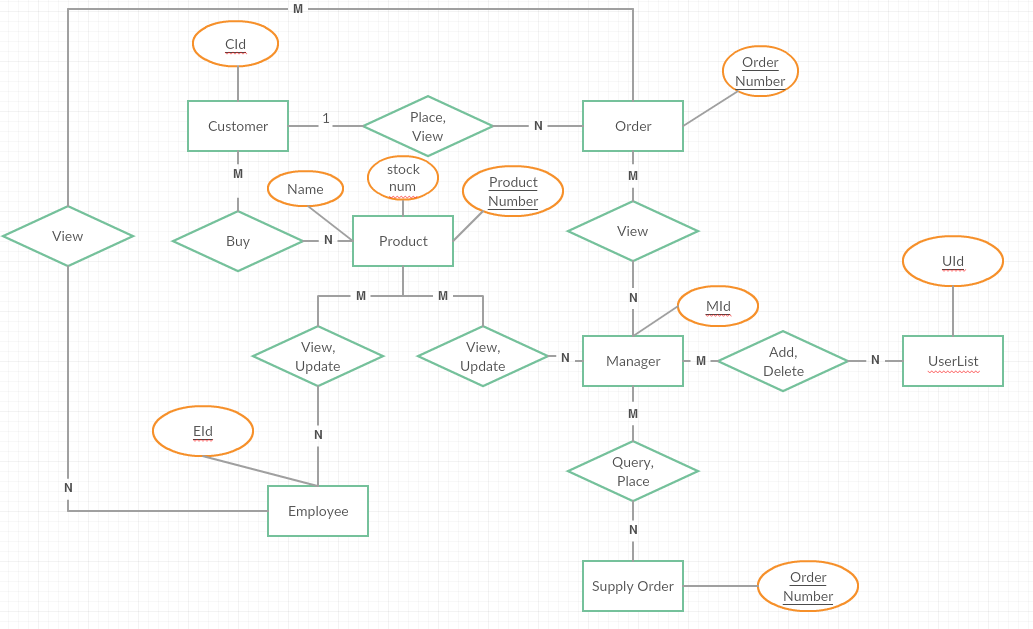 M
CId
Order
Number
Customer
1
Place,
View
N
Order
M
M
stock
num
Name
Product
Number
View
Buy
N
Product
View
UId
M
M
N
MId
View,
Update
View,
Update
N
Manager
M
Add,
Delete
N
UserList
M
EId
N
Query,
Place
N
Employee
N
Supply Order
Order
Number